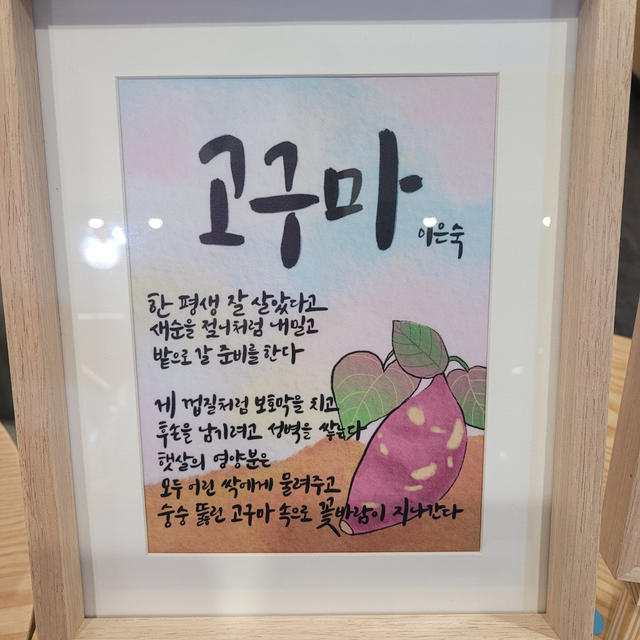 고구마
이은숙
한 평생 잘 살았다고
새순을 젖니처럼 내밀고
밭으로 갈 준비를 한다
게 껍질처럼 보호막을 치고
후손을 남기려고 성벽을 쌓는다
햇살의 영양분은
모두 어린 싹에게 물려주고
숭숭 뚫린 고구마 속으로 꽃바람이 지나간다